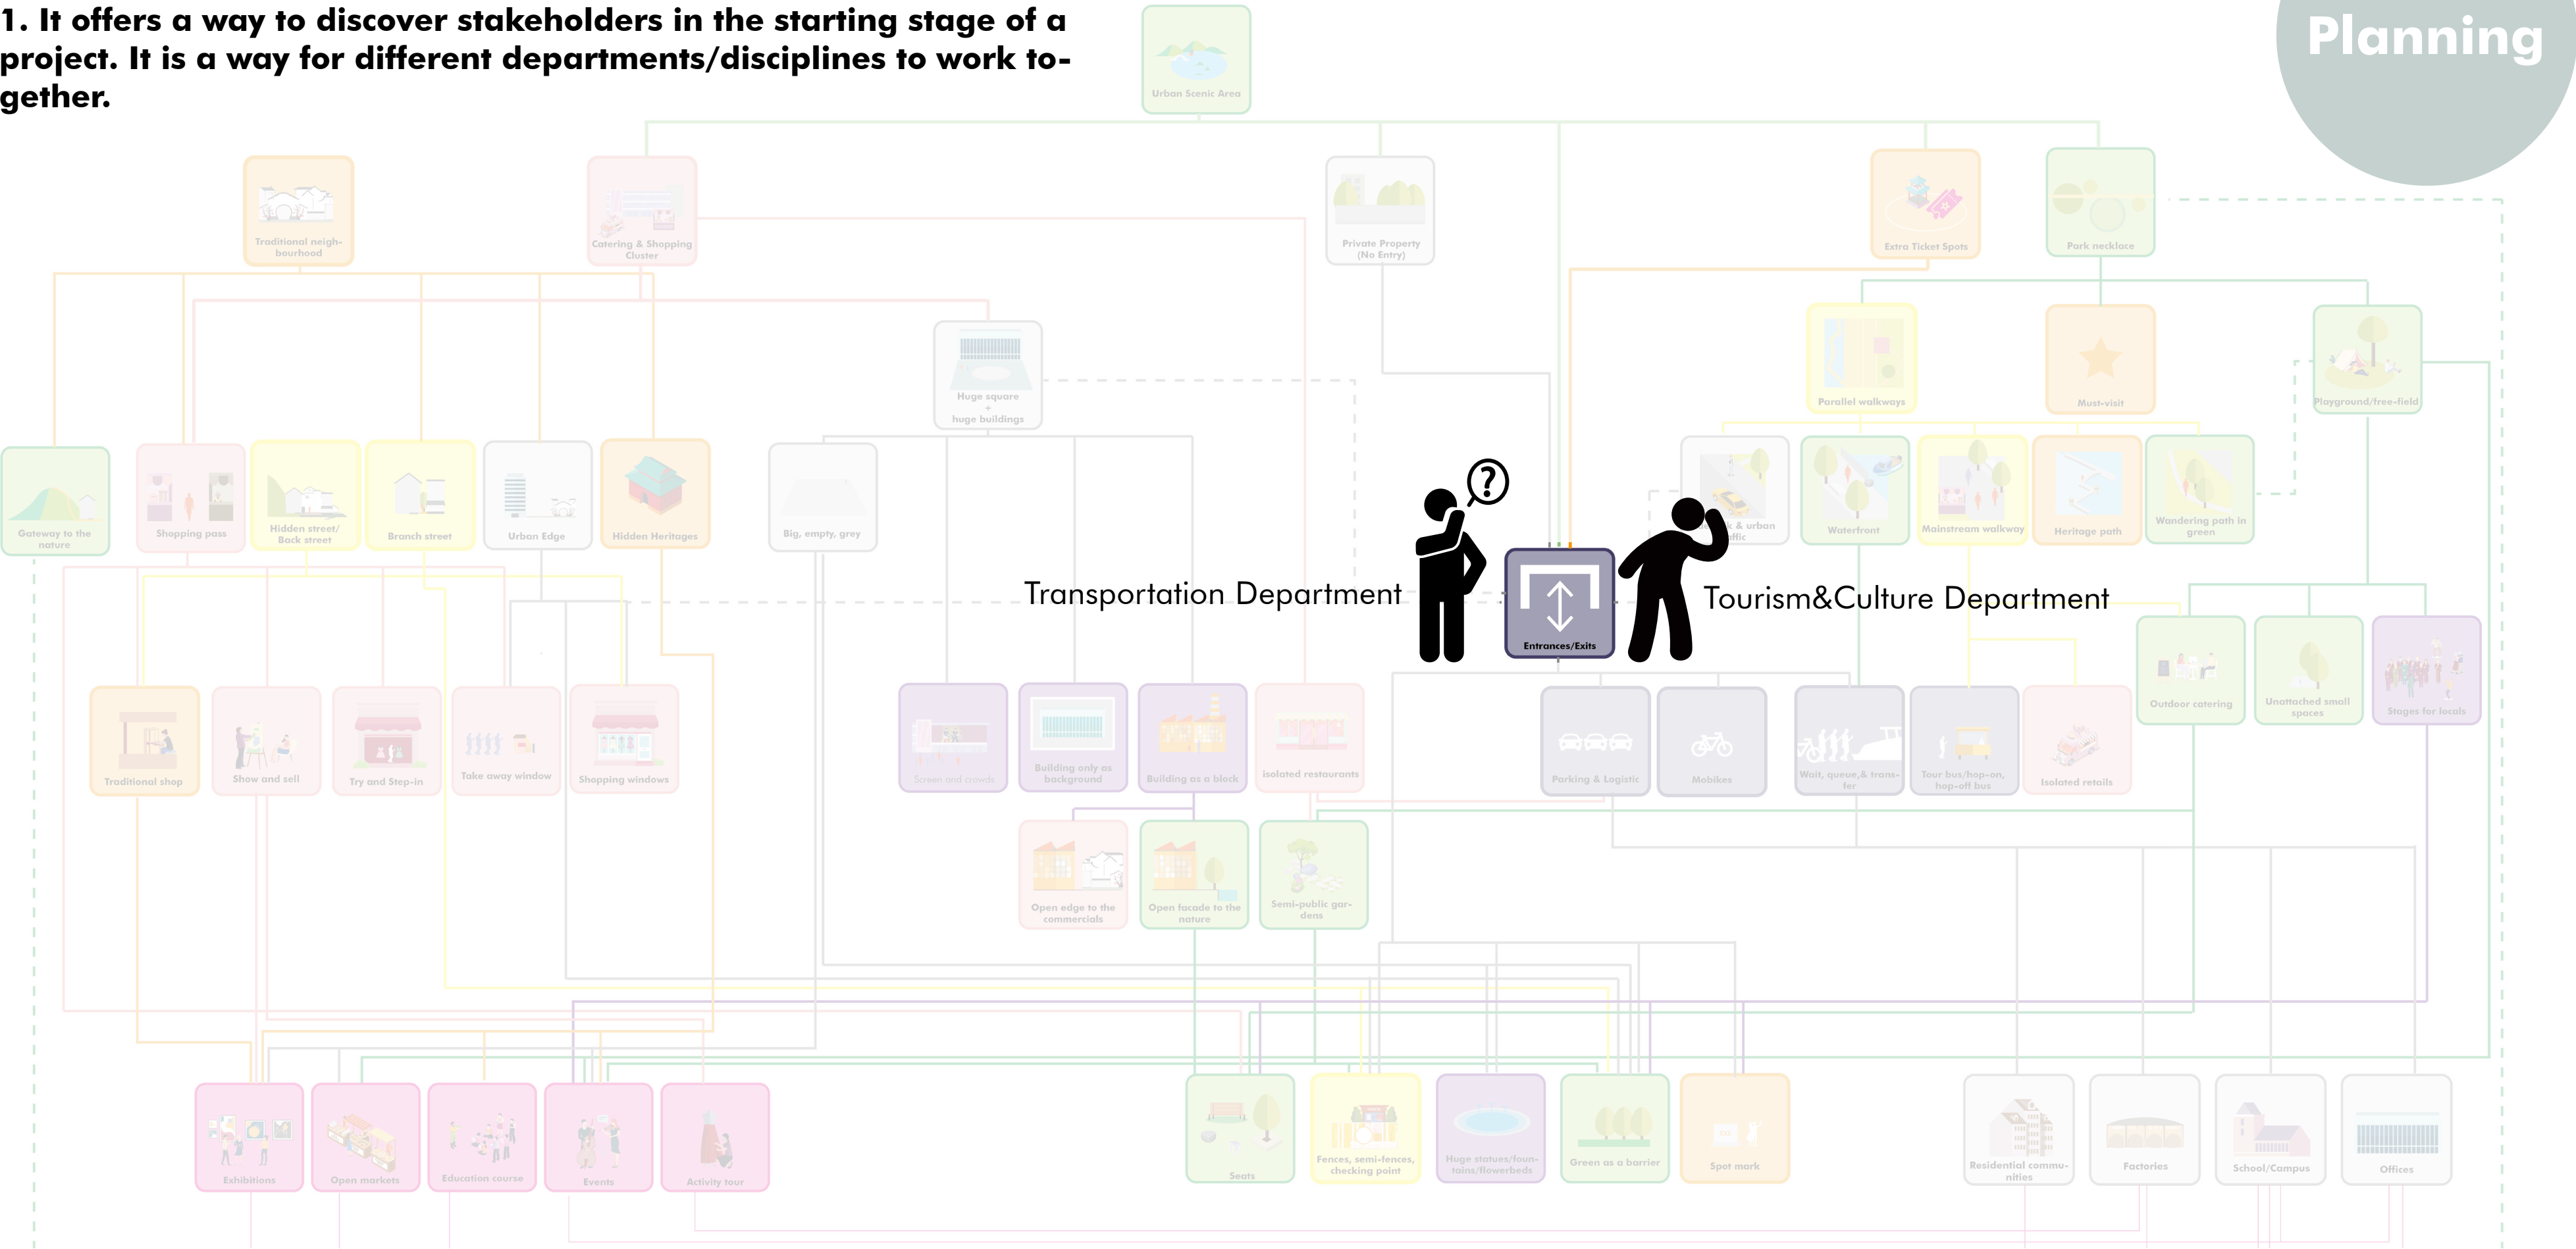 1. It offers a way to discover stakeholders in the starting stage of a
project. It is a way for different departments/disciplines to work to-
gether.
Planning
Urban Scenic Area
Traditional neigh-
bourhood
Catering & Shopping
Cluster
Private Property
(No Entry)
Extra Ticket Spots
Park necklace
Huge square
+
huge buildings
Parallel walkways
Must-visit
Playground/free-field
Gateway to the
nature
Shopping pass
Hidden street/
Back street
Branch street
Urban Edge
Hidden Heritages
Big, empty, grey
?
& urban
Waterfront
Mainstream walkway
Heritage path
Wandering path in
green
Transportation Department
Entrances/Exits
Tourism&Culture Department
Traditional shop
Show and sell
Try and Step-in
Take away window
Shopping windows
Screen and crowds
Building only as
background
Building as a block
isolated restaurants
Parking & Logistic
Mobikes
Wait, queue,& trans-
fer
Tour bus/hop-on,
hop-off bus
Isolated retails
Outdoor catering
Unattached small
spaces
Stages for locals
Open edge to the
commercials
Open facade to the
nature
Semi-public gar-
dens
Exhibitions
Open markets
Education course
Events
Activity tour
Seats
Fences, semi-fences,
checking point
Huge statues/foun-
tains/flowerbeds
Green as a barrier
Spot mark
Residential commu-
nities
Factories
School/Campus
Offices